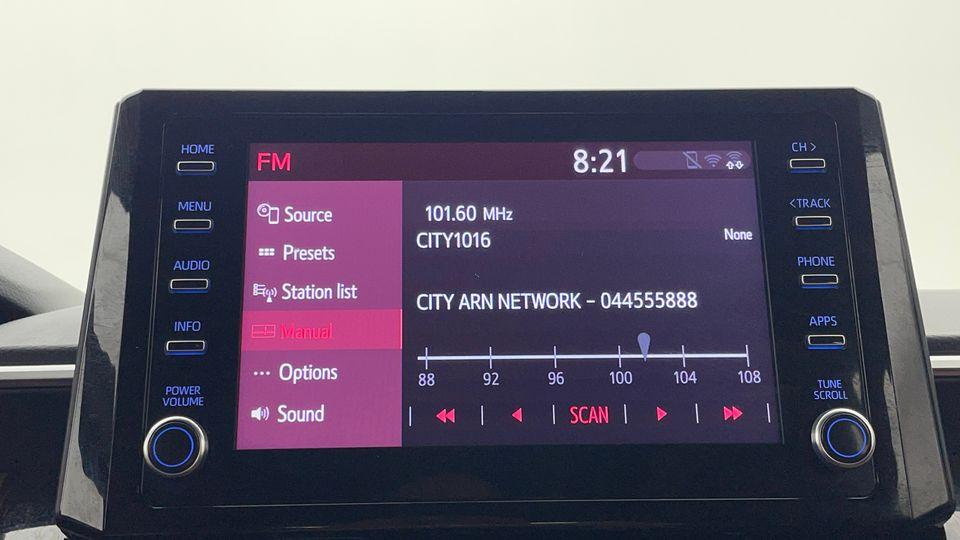 HOME
MENU
AUDIO
INFO
POWER
VOLUME
FM
8:21
Source
Presets
Station list
Manual
Options
Sound
101.60 MHz
CITY1016
None
CITY ARN NETWORK - 044555888
88 92 96 100 104 108
SCAN
CH >
<TRACK
PHONE
APPS
TUNE
SCROLL